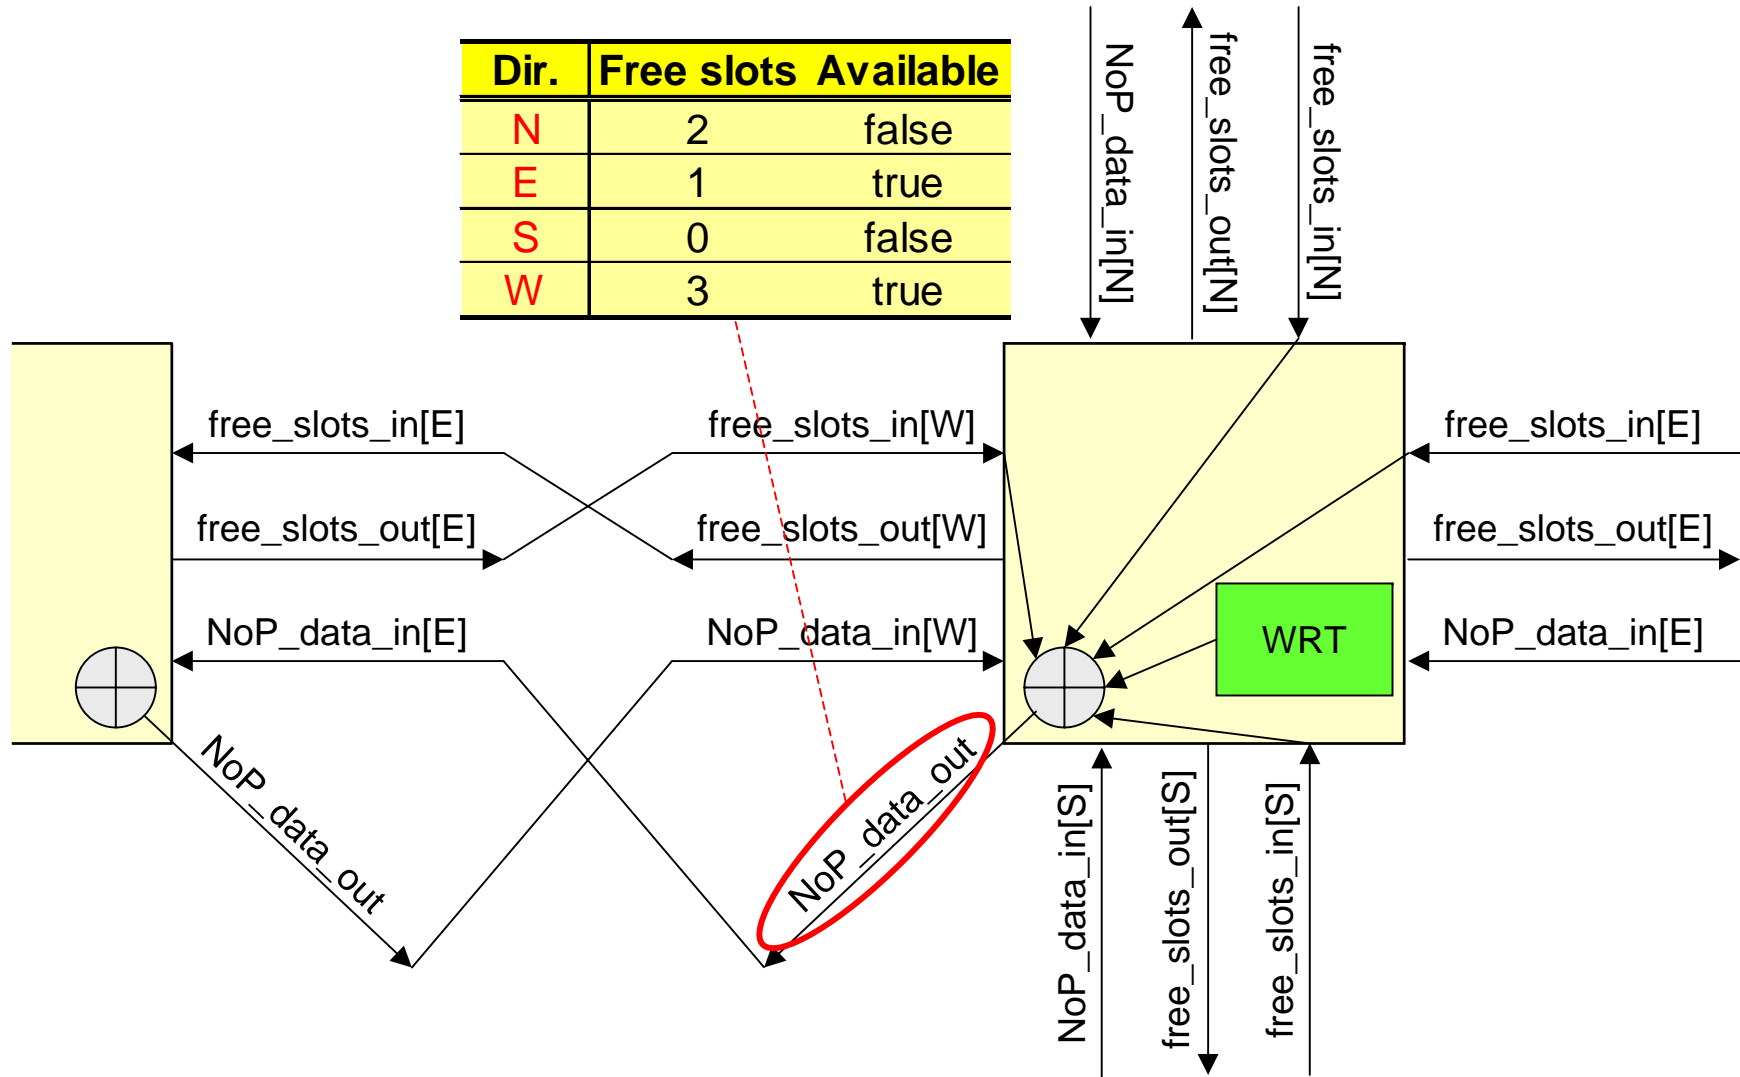 Dir. Free slots Available
N 2 false
E 1 true
S 0 false
W 3 true
NoP_data_in[N]
free_slots_out[N]
free_slots_in[N]
free_slots_in[E]
free_slots_in[W]
free_slots_in[E]
free_slots_out[E]
free_slots_out[W]
free_slots_out[E]
NoP_data_in[E]
NoP_data_in[W]
WRT
NoP_data_in[E]
NoP_data_out
NoP_data_out
NoP_data_in[S]
free_slots_out[S]
free_slots_in[S]